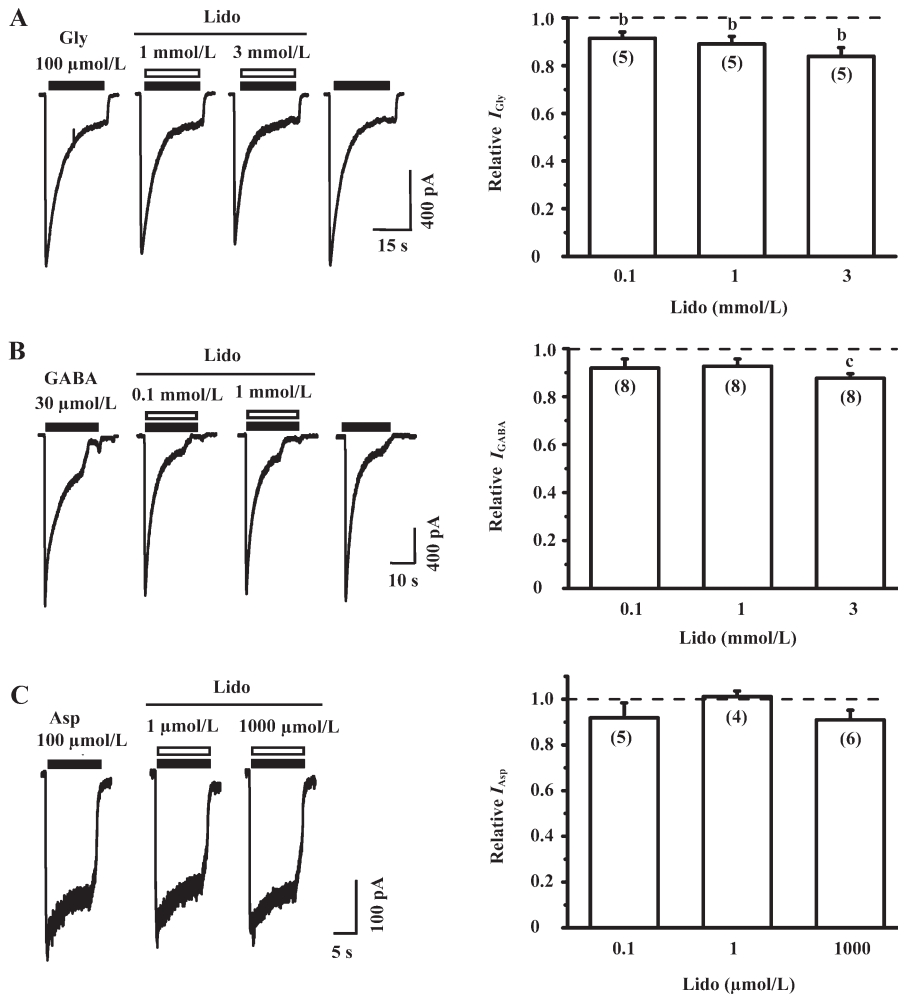 A
Lido
Gly
100 µmol/L
1 mmol/L
3 mmol/L
400 pA
15 s
Relative IGly
1.0
0.8
0.6
0.4
0.2
0
b
b
b
(5)
(5)
(5)
0.1
1
3
Lido (mmol/L)
B
Lido
GABA
30 µmol/L
0.1 mmol/L
1 mmol/L
400 pA
10 s
Relative IGABA
1.0
0.8
0.6
0.4
0.2
0
c
(8)
(8)
(8)
0.1
1
3
Lido (mmol/L)
C
Lido
Asp
100 µmol/L
1 µmol/L
1000 µmol/L
100 pA
5 s
Relative IAsp
1.0
0.8
0.6
0.4
0.2
0
(5)
(4)
(6)
0.1
1
1000
Lido (µmol/L)